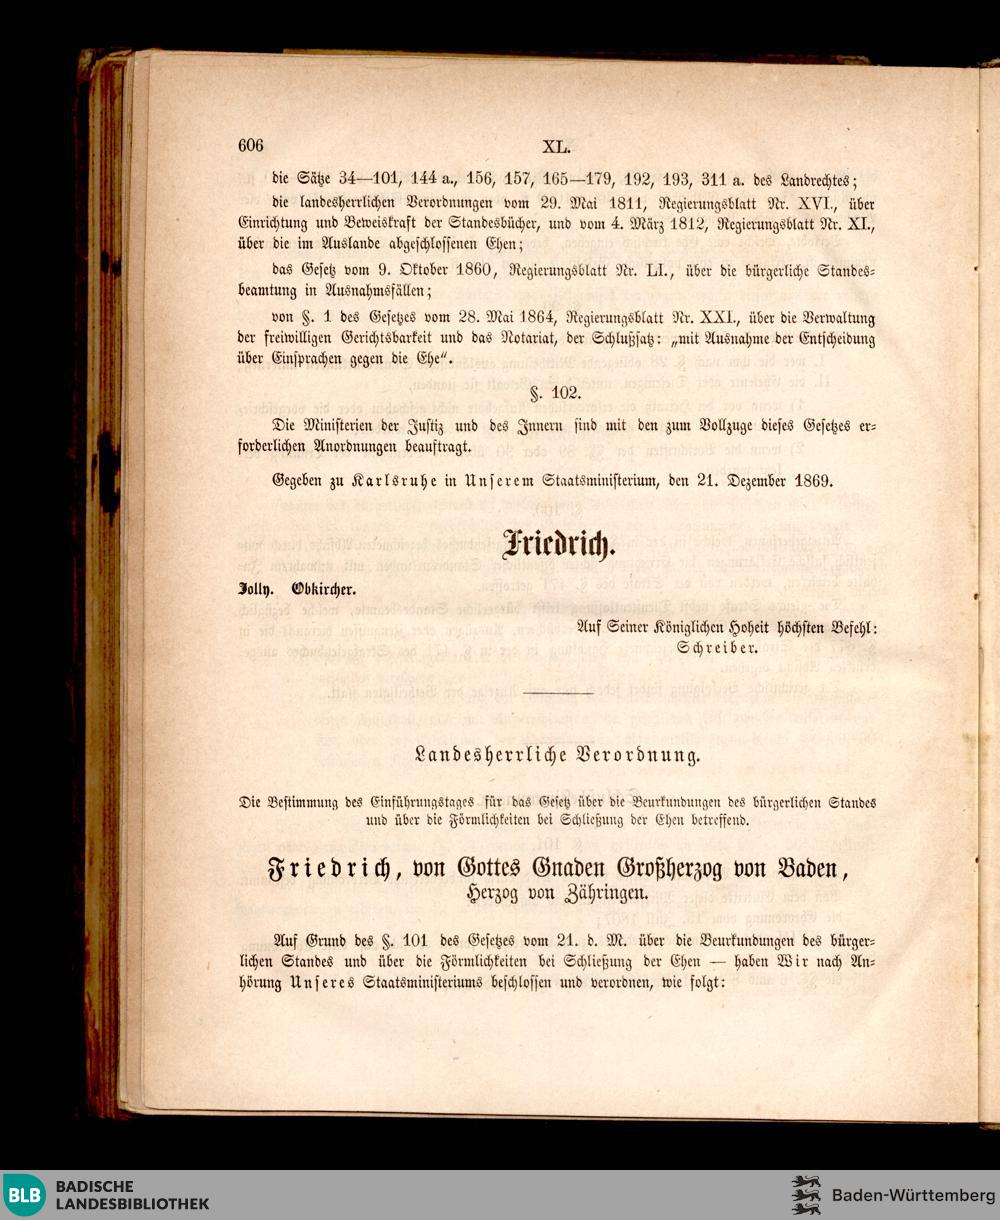 606
XL.
die Sätze 34—101, 144 a., 156, 157, 165—179, 192, 193, 311 a. des Landrechtes;
die landesherrlichen Verordnungen vom 29. Mai 1811, Regierungsblatt Nr. XVI., über
Einrichtung und Beweiskraft der Standesbücher, und vom 4. März 1812, Regierungsblatt Nr. XI.,
über die im Auslande abgeschlossenen Ehen;
das Gesetz vom 9. Oktober 1860, Regierungsblatt Nr. LI., über die bürgerliche Standes-
beamtung in Ausnahmsfällen;
von §. 1 des Gesetzes vom 28. Mai 1864, Regierungsblatt Nr. XXI., über die Verwaltung
der freiwilligen Gerichtsbarkeit und das Notariat, der Schlußsatz: „mit Ausnahme der Entscheidung
über Einsprachen gegen die Ehe“.
§. 102.
Die Ministerien der Justiz und des Innern sind mit den zum Vollzuge dieses Gesetzes er-
forderlichen Anordnungen beauftragt.
Gegeben zu Karlsruhe in Unserem Staatsministerium, den 21. Dezember 1869.
Friedrich.
Jolly. Obkircher.
Auf Seiner Königlichen Hoheit höchsten Befehl:
Schreiber.
Landesherrliche Verordnung.
Die Bestimmung des Einführungstages für das Gesetz über die Beurkundungen des bürgerlichen Standes
und über die Förmlichkeiten bei Schließung der Ehen betreffend.
Friedrich, von Gottes Gnaden Großherzog von Baden,
Herzog von Zähringen.
Auf Grund des §. 101 des Gesetzes vom 21. d. M. über die Beurkundungen des bürger-
lichen Standes und über die Förmlichkeiten bei Schließung der Ehen — haben Wir nach An-
hörung Unseres Staatsministeriums beschlossen und verordnen, wie folgt:
BLB
BADISCHE
LANDESBIBLIOTHEK
Baden-Württemberg